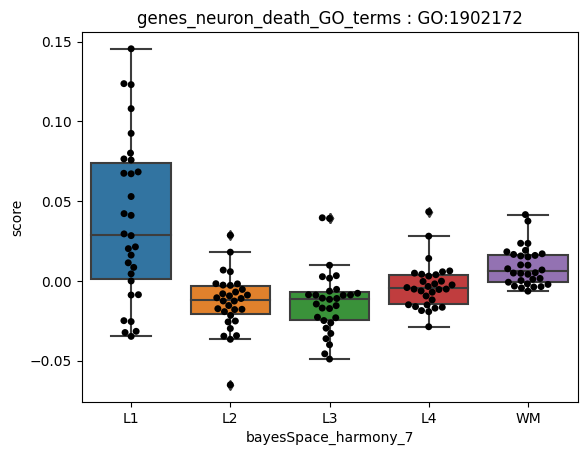 genes_neuron_death_GO_terms : GO:1902172
0.15
0.10
0.05
0.00
−0.05
score
L1 L2 L3 L4 WM
bayesSpace_harmony_7